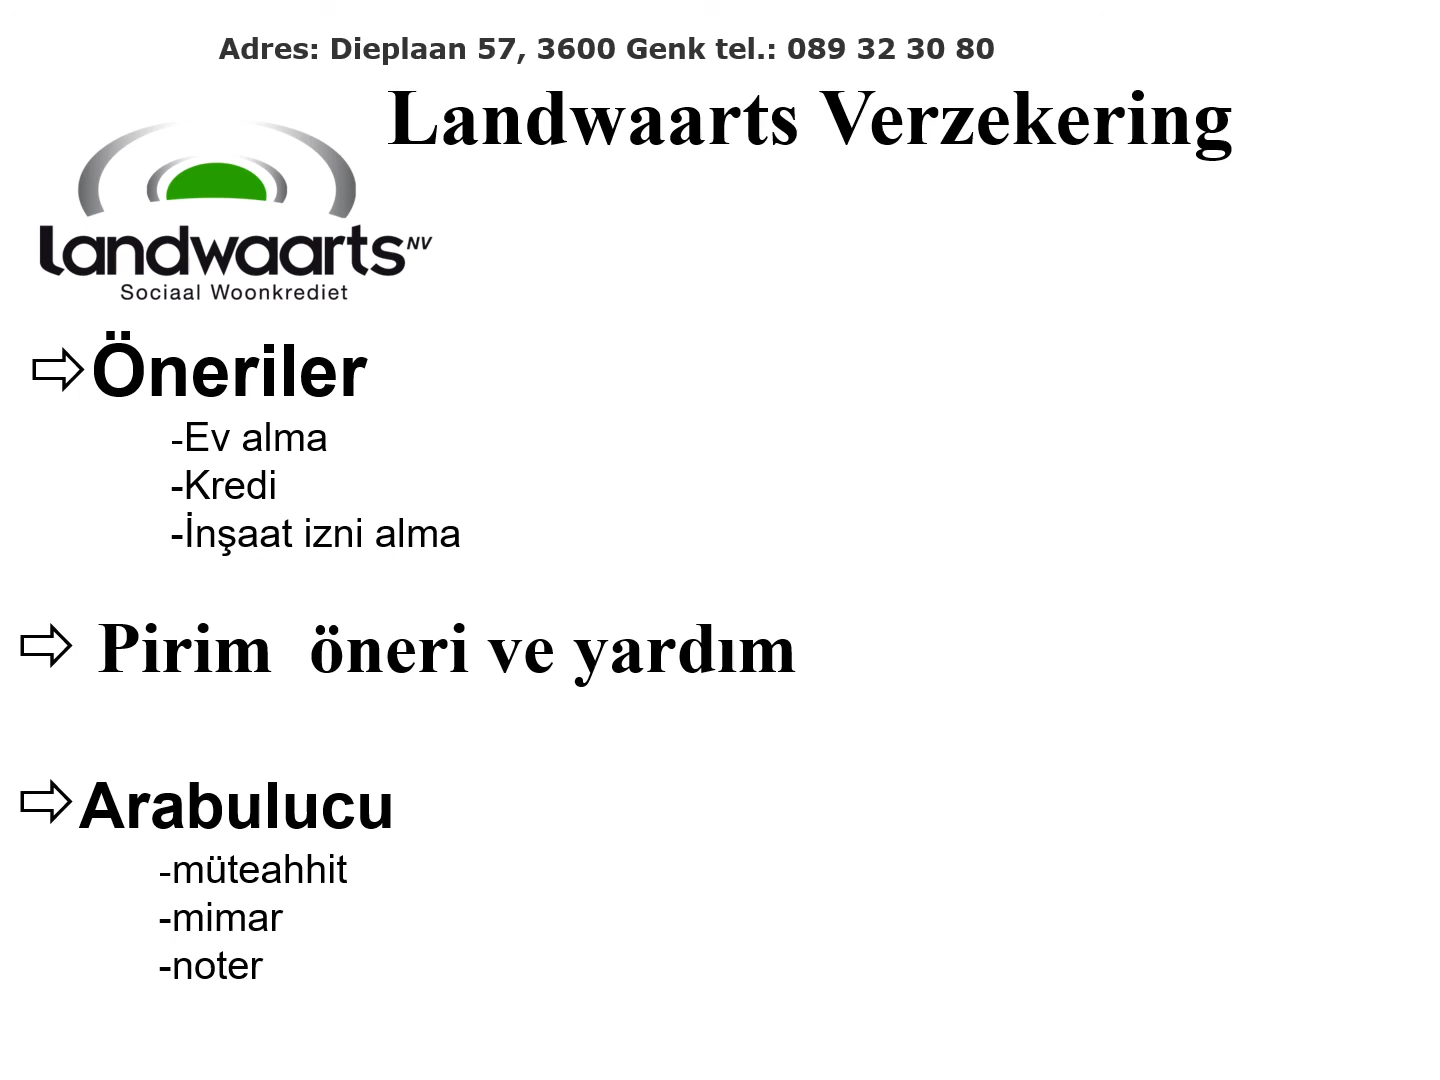 Adres: Dieplaan 57, 3600 Genk tel.: 089 32 30 80
Landwaarts Verzekering
landwaarts NV
Sociaal Woonkrediet
⇨Öneriler
-Ev alma
-Kredi
-İnşaat izni alma
⇨ Pirim öneri ve yardım
⇨Arabulucu
-müteahhit
-mimar
-noter